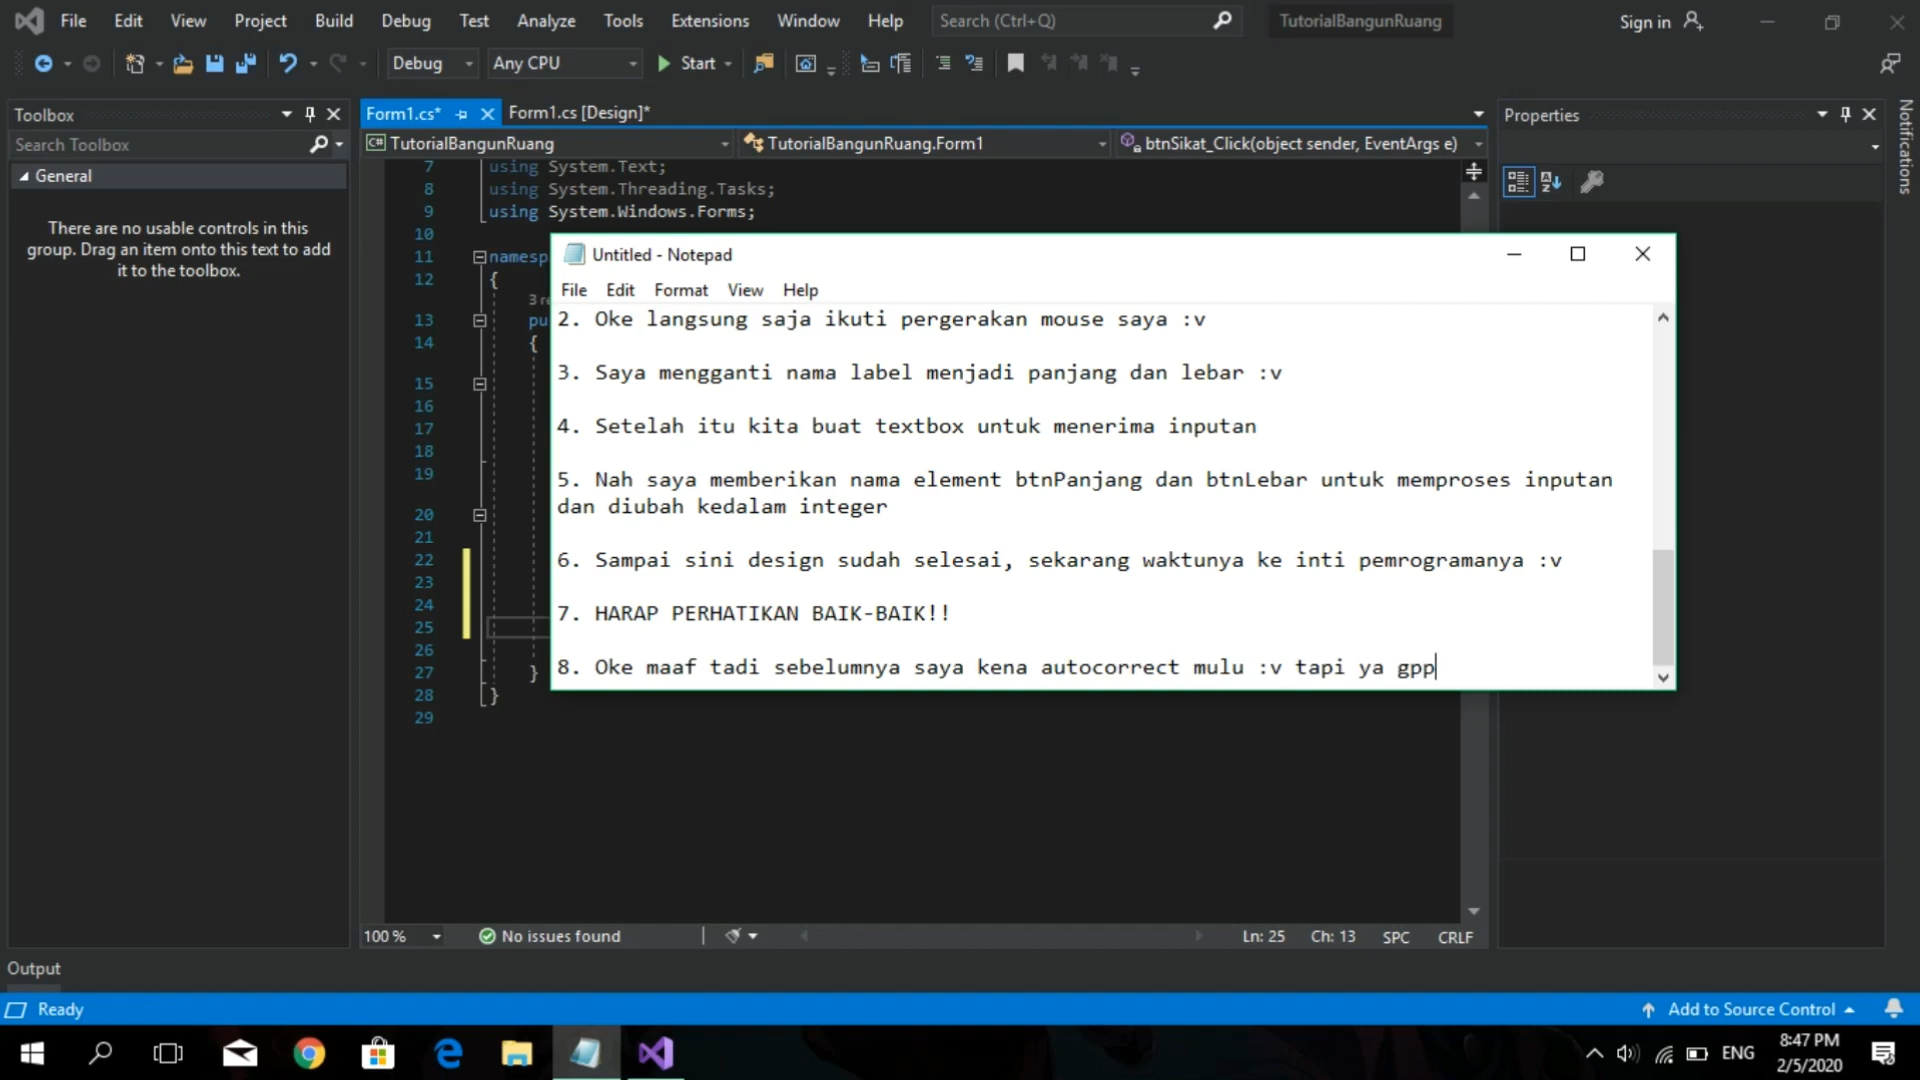 File Edit View Project Build Debug Test Analyze Tools Extensions Window Help Search (Ctrl+Q) TutorialBangunRuang Sign in
Debug Any CPU Start
Toolbox
Search Toolbox
General
There are no usable controls in this
group. Drag an item onto this text to add
it to the toolbox.
Form1.cs* Form1.cs [Design]*
C# TutorialBangunRuang TutorialBangunRuang.Form1 btnSikat_Click(object sender, EventArgs e)
7 using System.Text;
8 using System.Threading.Tasks;
9 using System.Windows.Forms;
10
11 namesp
12 {
3 re
13 pu
14 {
15
16
17
18
19
20
21
22
23
24
25
26
27 }
28 }
29
Untitled - Notepad
File Edit Format View Help
2. Oke langsung saja ikuti pergerakan mouse saya :v
3. Saya mengganti nama label menjadi panjang dan lebar :v
4. Setelah itu kita buat textbox untuk menerima inputan
5. Nah saya memberikan nama element btnPanjang dan btnLebar untuk memproses inputan
dan diubah kedalam integer
6. Sampai sini design sudah selesai, sekarang waktunya ke inti pemrogramanya :v
7. HARAP PERHATIKAN BAIK-BAIK!!
8. Oke maaf tadi sebelumnya saya kena autocorrect mulu :v tapi ya gpp
Properties
Notifications
100 % No issues found Ln: 25 Ch: 13 SPC CRLF
Output
Ready Add to Source Control
ENG 8:47 PM
2/5/2020